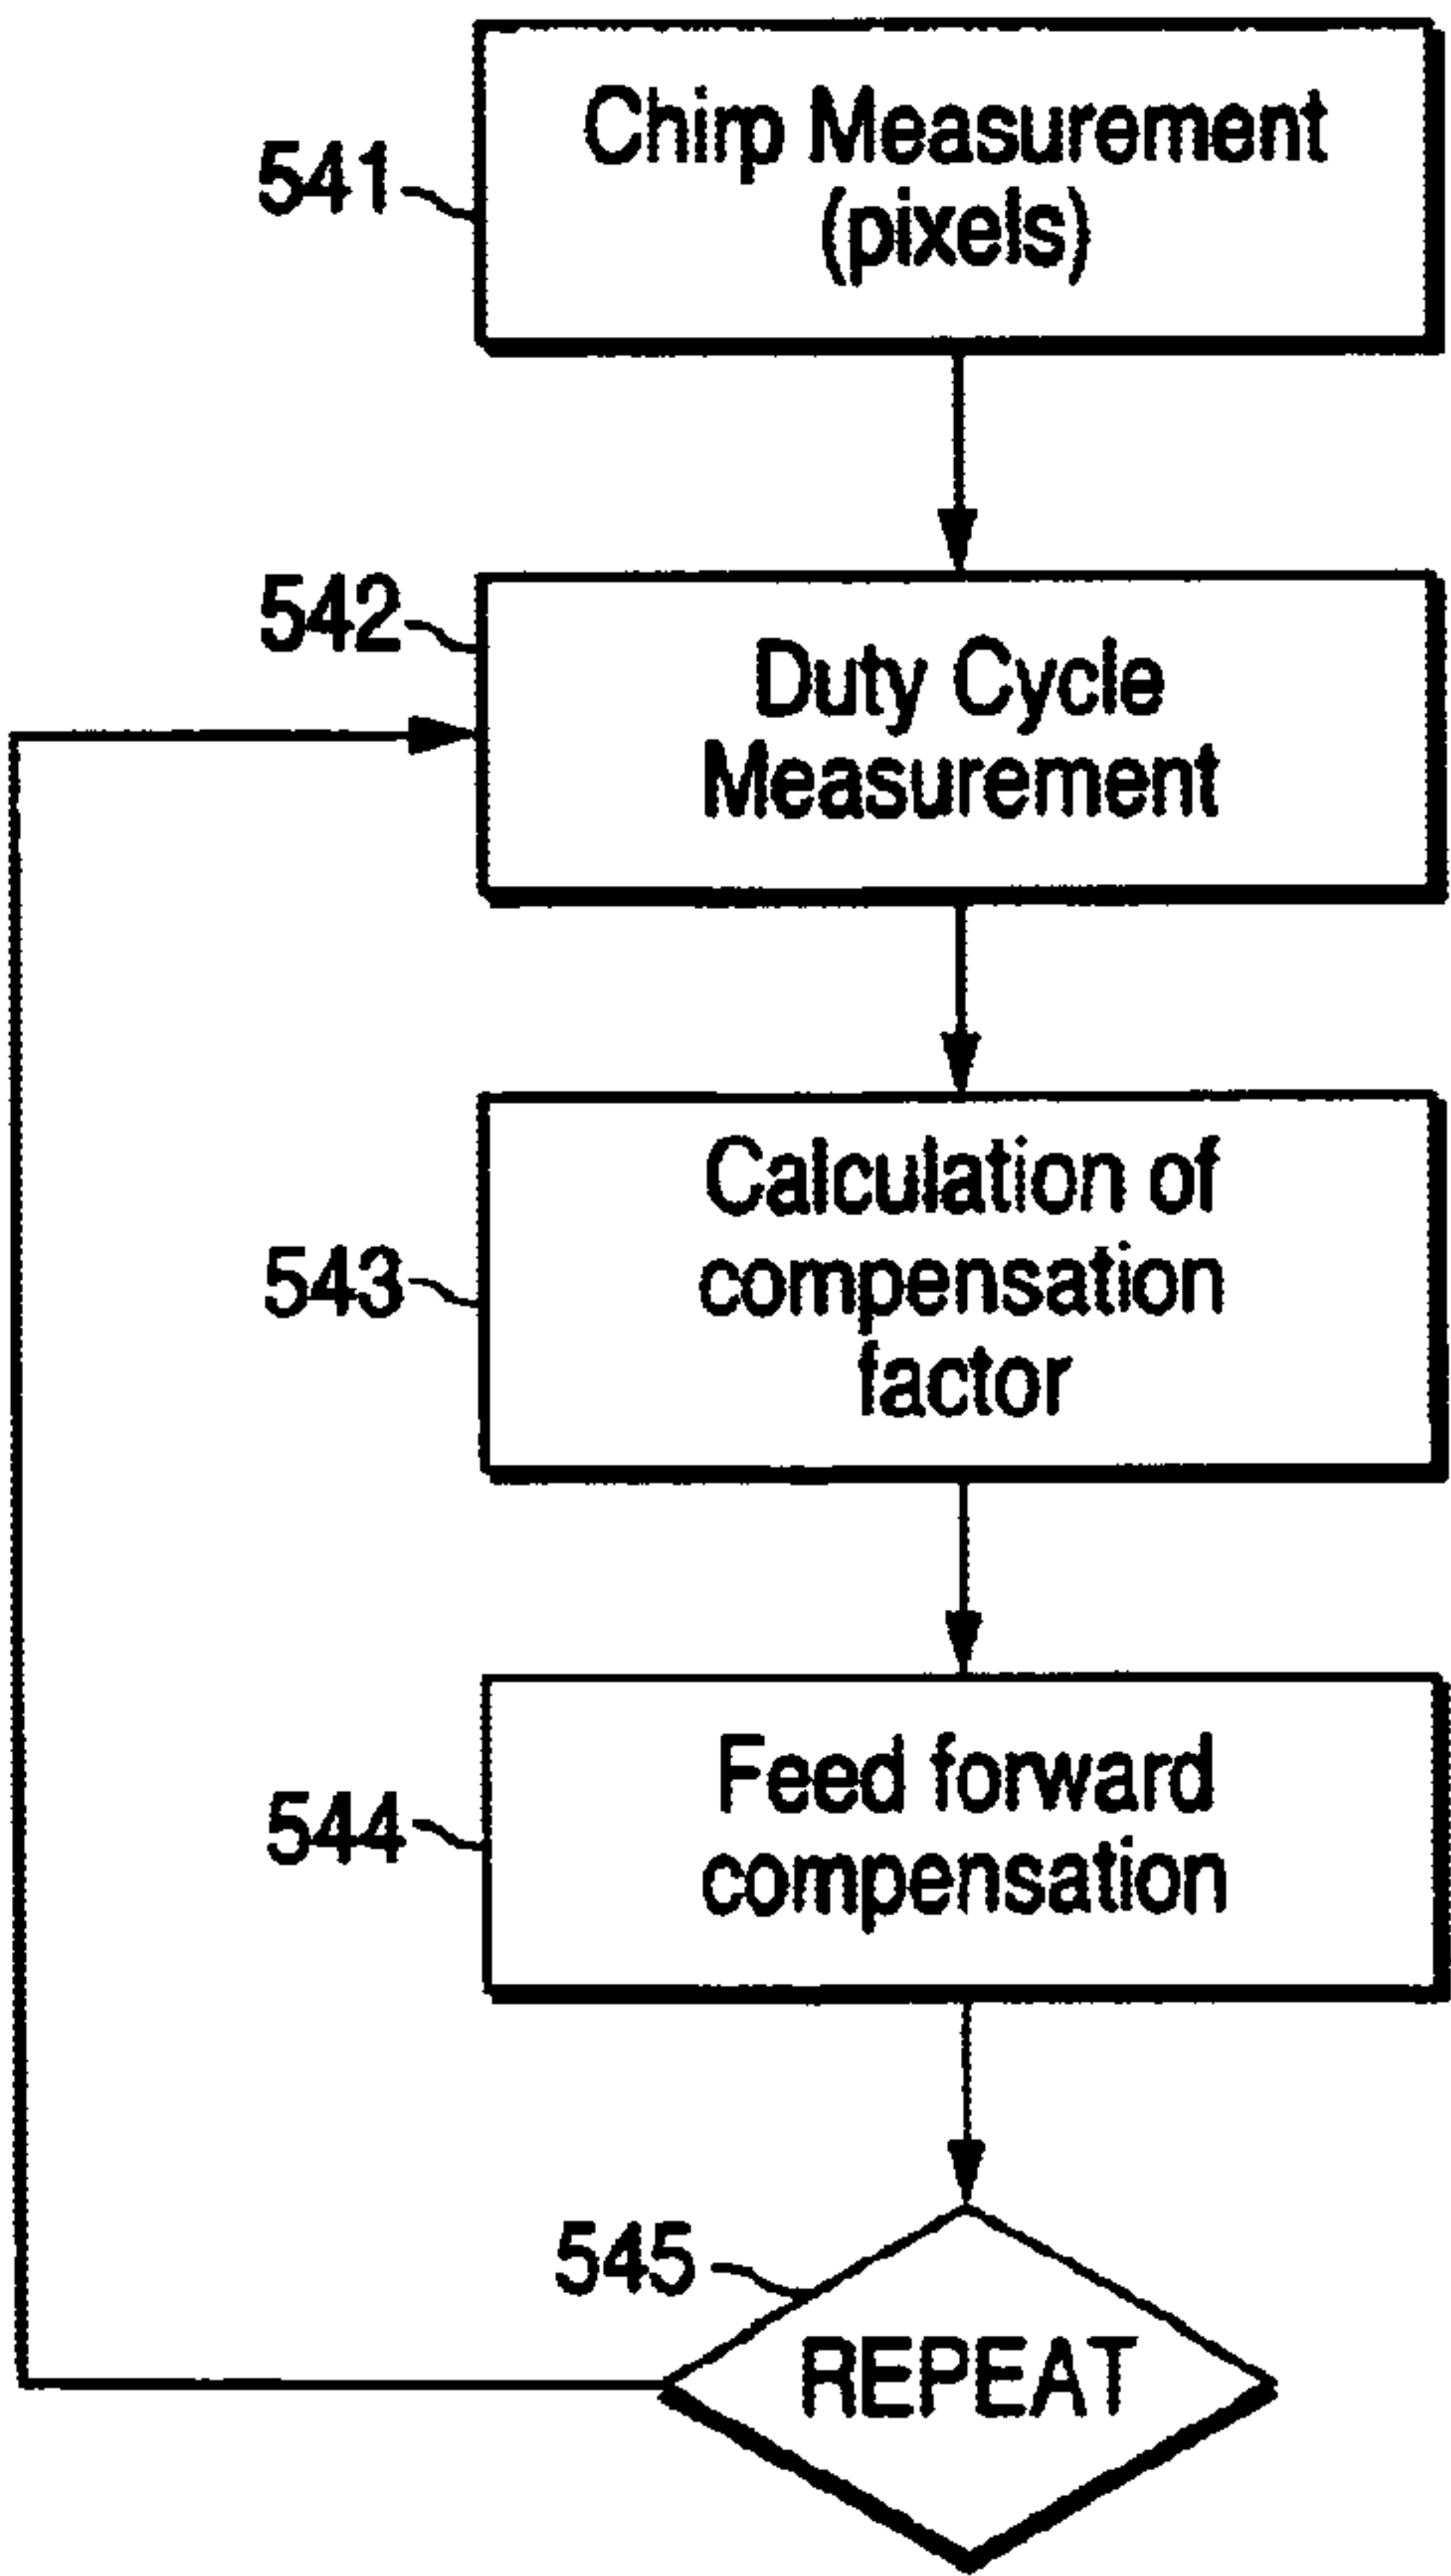 Chirp Measurement
(pixels)
541
542
Duty Cycle
Measurement
Calculation of
compensation
factor
543
Feed forward
compensation
544
545
REPEAT